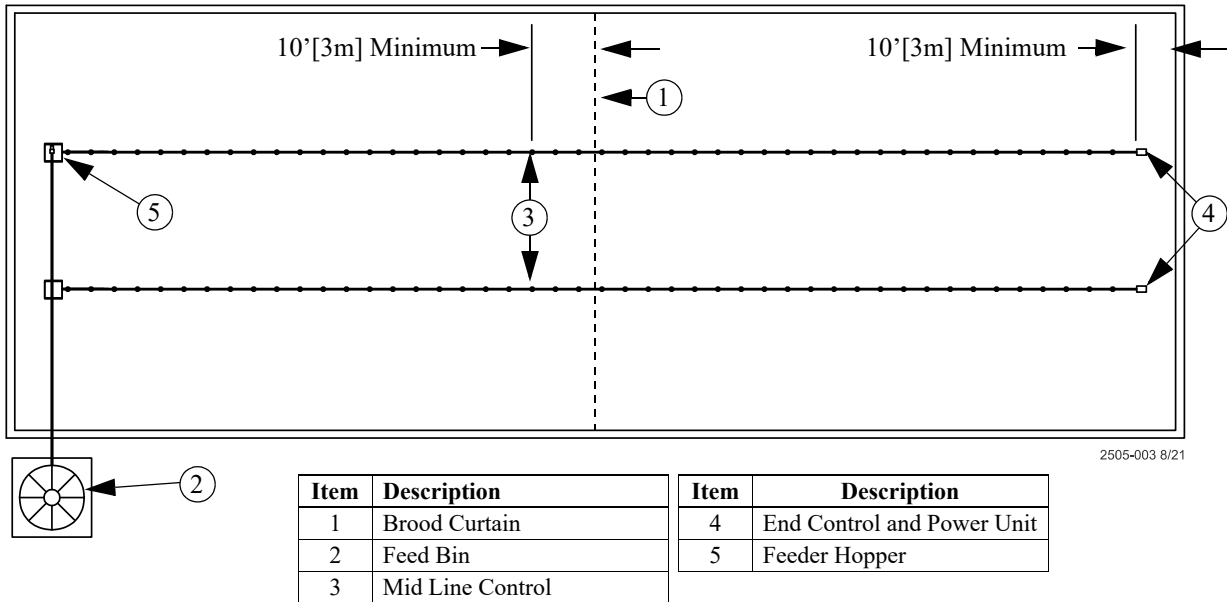 10’[3m] Minimum
10’[3m] Minimum
1
5
3
4
2505-003 8/21
2
Item Description
1 Brood Curtain
2 Feed Bin
3 Mid Line Control
Item Description
4 End Control and Power Unit
5 Feeder Hopper